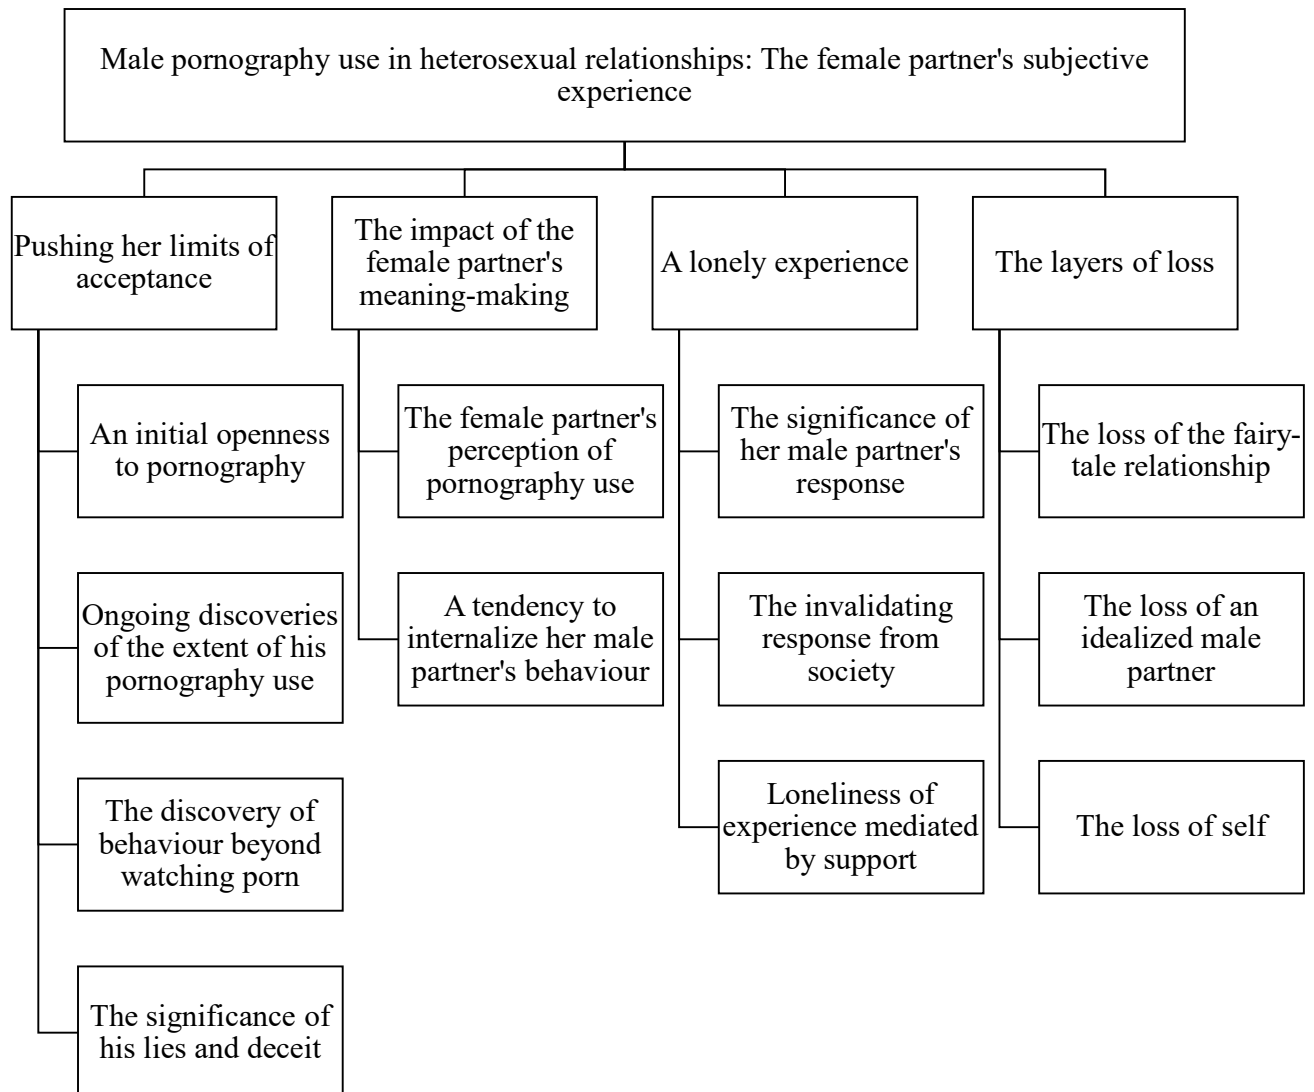 Male pornography use in heterosexual relationships: The female partner's subjective
experience
Pushing her limits of
acceptance
An initial openness
to pornography
Ongoing discoveries
of the extent of his
pornography use
The discovery of
behaviour beyond
watching porn
The significance of
his lies and deceit
The impact of the
female partner's
meaning-making
The female partner's
perception of
pornography use
A tendency to
internalize her male
partner's behaviour
A lonely experience
The significance of
her male partner's
response
The invalidating
response from
society
Loneliness of
experience mediated
by support
The layers of loss
The loss of the fairy-
tale relationship
The loss of an
idealized male
partner
The loss of self